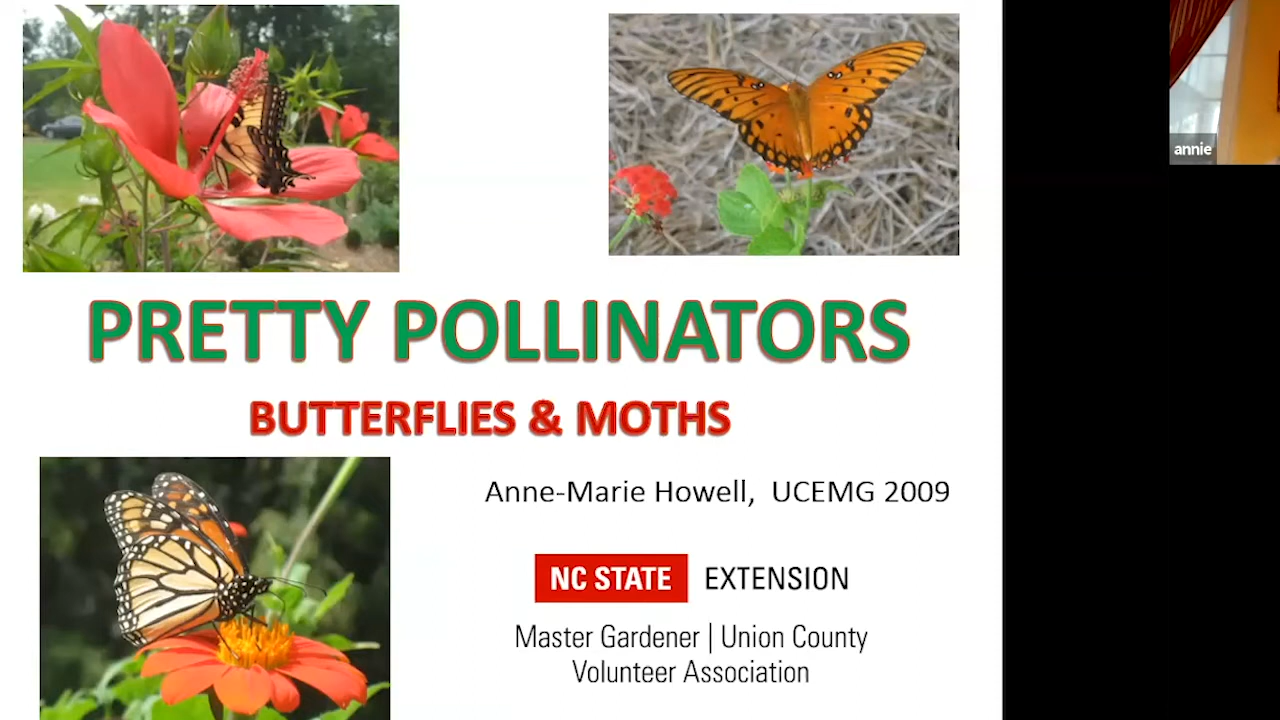 annie
PRETTY POLLINATORS
BUTTERFLIES & MOTHS
Anne-Marie Howell, UCEMG 2009
NC STATE EXTENSION
Master Gardener | Union County
Volunteer Association